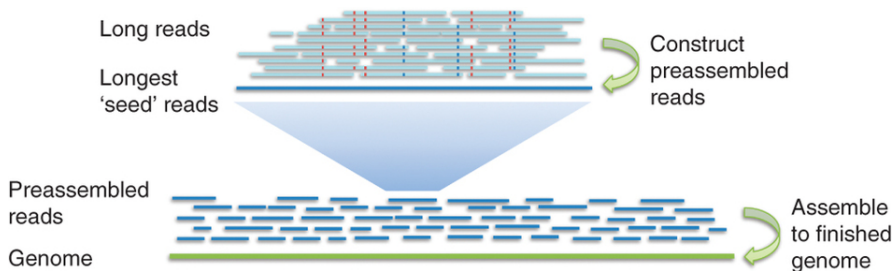 Long reads
Longest
‘seed’ reads
Construct
preassembled
reads
Preassembled
reads
Genome
Assemble
to finished
genome